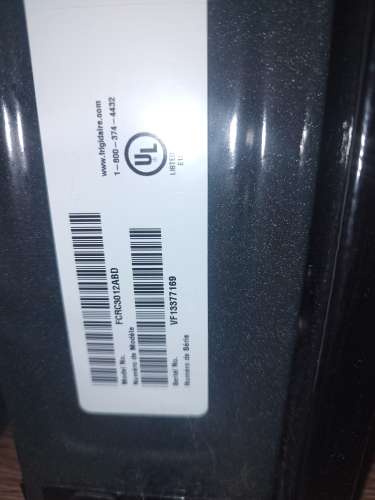 www.frigidaire.com
1-800-374-4432
UL
LISTED
FCRC3012ABD
Model No.
Numéro de Modèle
VF13377169
Serial No.
Numéro de Série